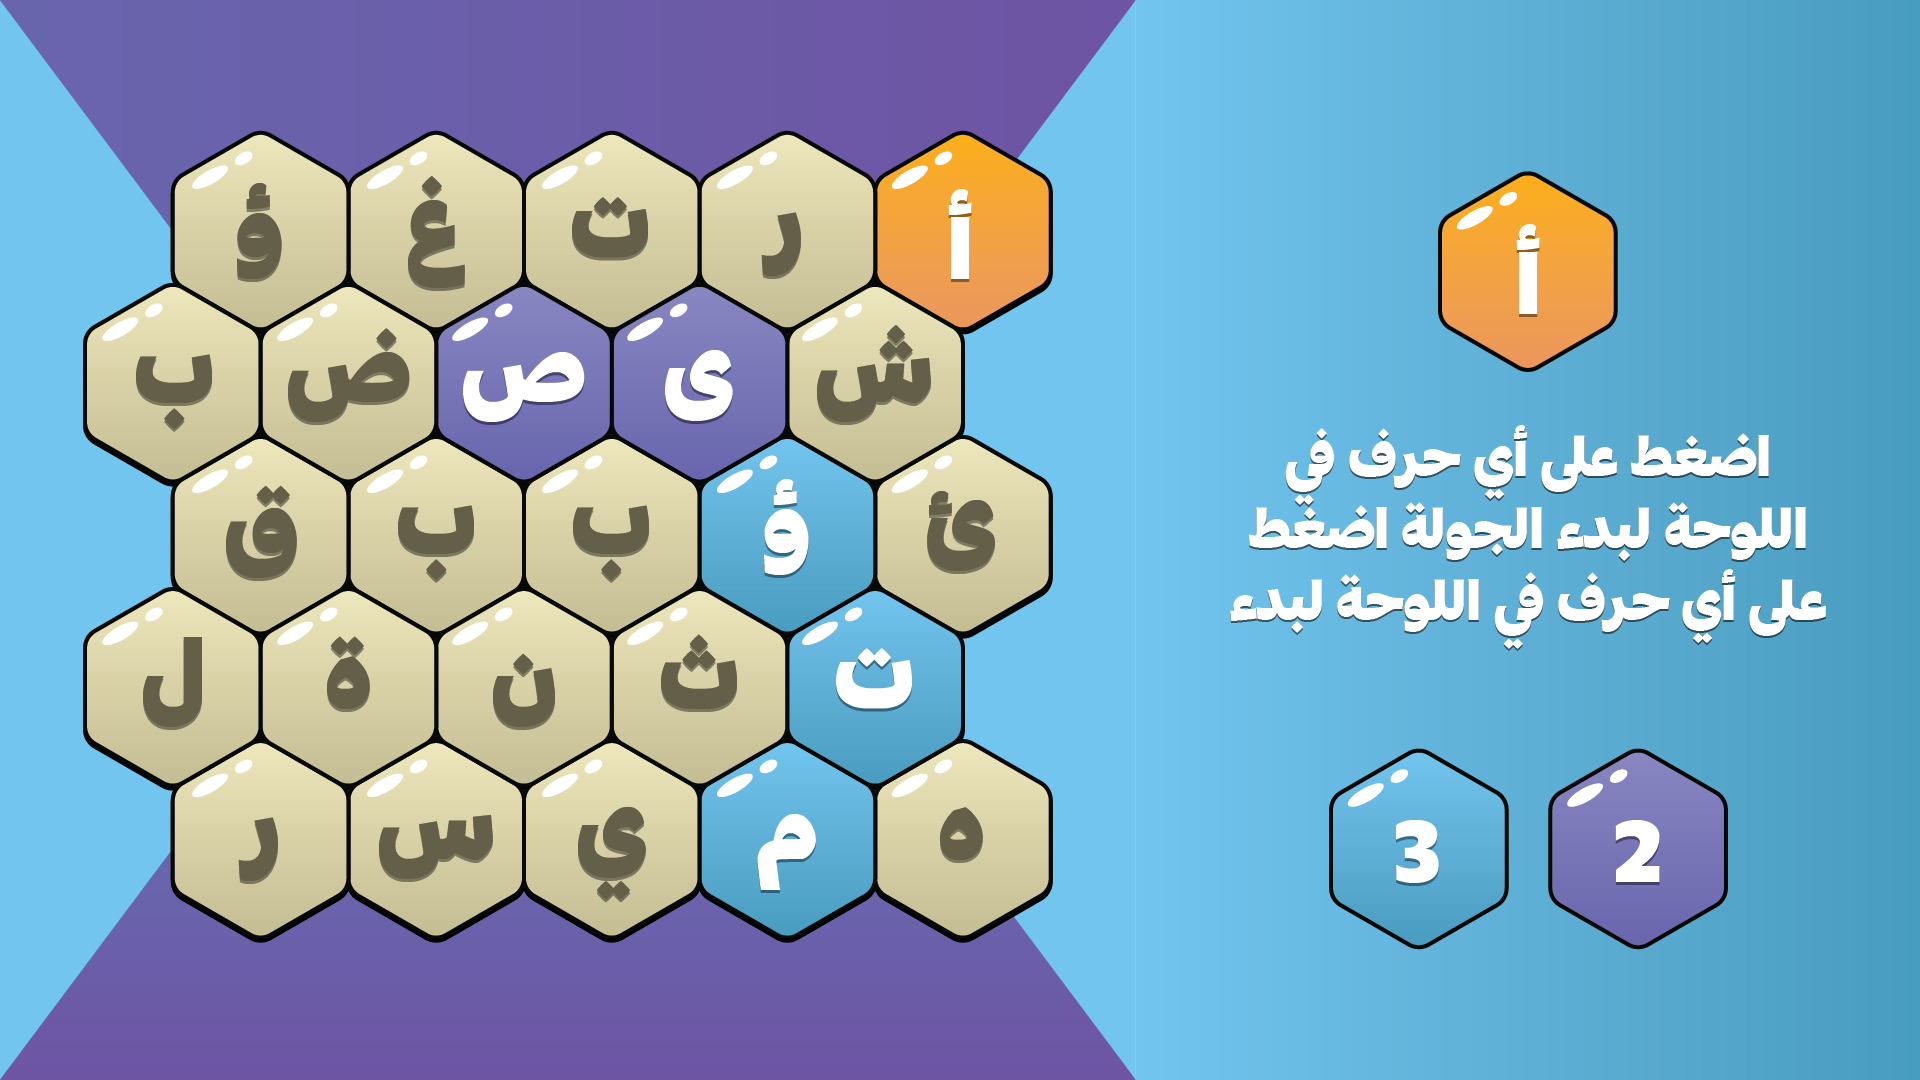 أ ر ت غ ؤ
ش ى ص ض ب
ئ ؤ ب ب ق
ت ث ن ة ل
ه م ي س ر
أ
اضغط على أي حرف في
اللوحة لبدء الجولة اضغط
على أي حرف في اللوحة لبدء
2 3